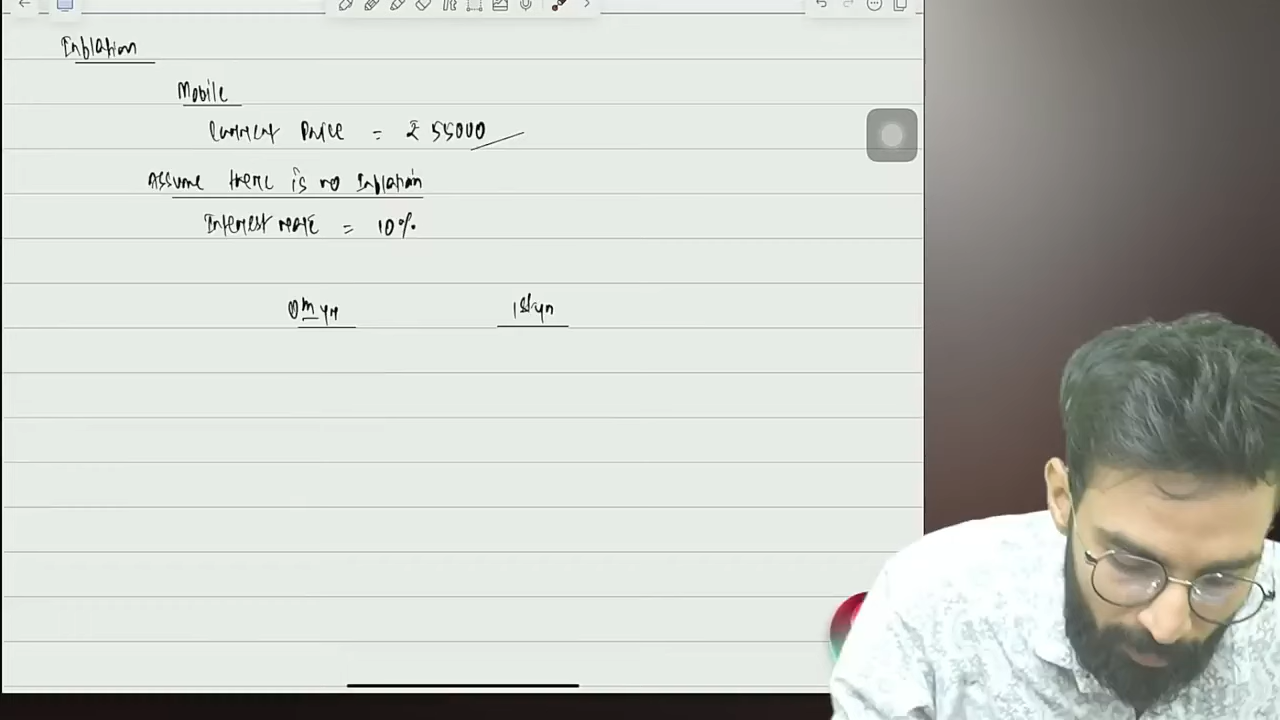 Inflation
Mobile
Current Price = ₹ 55000
Assume there is no Inflation
Interest rate = 10%
0th yr 1st yr